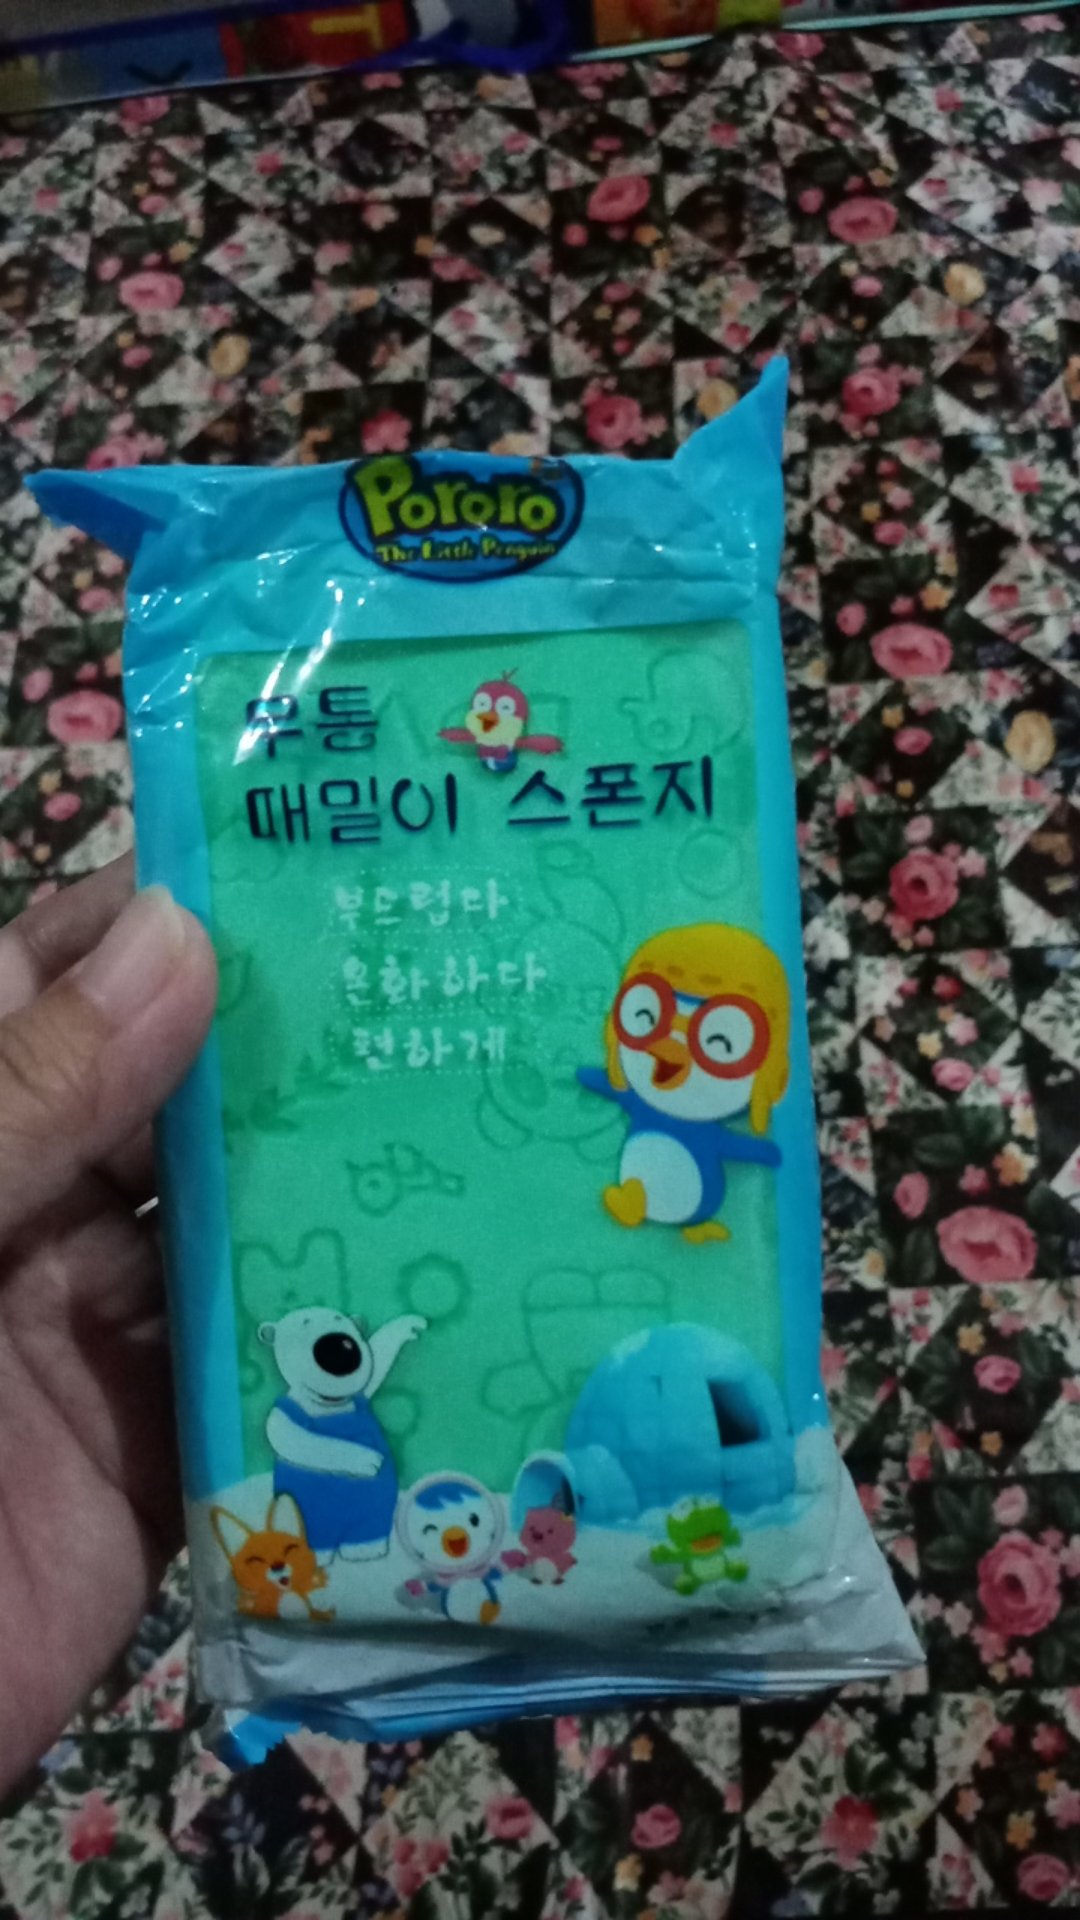 Pororo
The Little Penguin
무통
때밀이 스폰지
부드럽다
온화하다
편하게